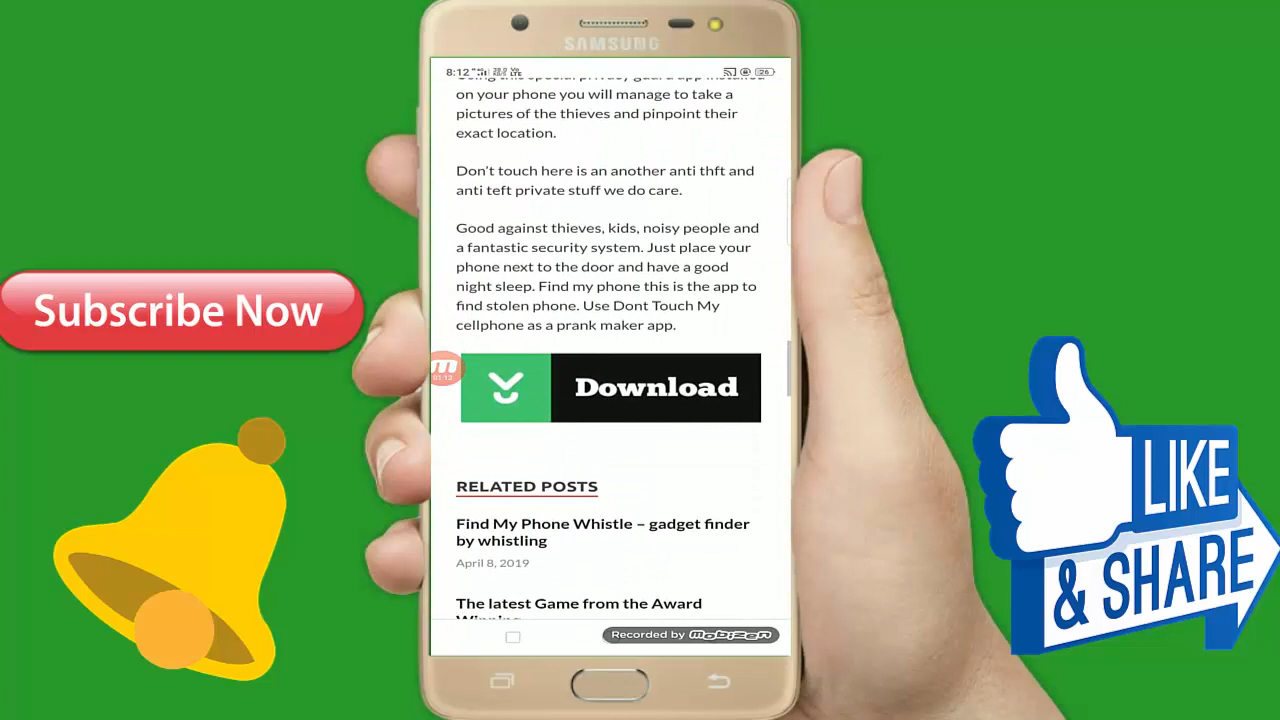 SAMSUNG
8:12
on your phone you will manage to take a
pictures of the thieves and pinpoint their
exact location.
Don't touch here is an another anti thft and
anti teft private stuff we do care.
Good against thieves, kids, noisy people and
a fantastic security system. Just place your
phone next to the door and have a good
night sleep. Find my phone this is the app to
find stolen phone. Use Dont Touch My
cellphone as a prank maker app.
01:13
Download
RELATED POSTS
Find My Phone Whistle – gadget finder
by whistling
April 8, 2019
The latest Game from the Award
Winning
Recorded by mobizen
Subscribe Now
LIKE
& SHARE